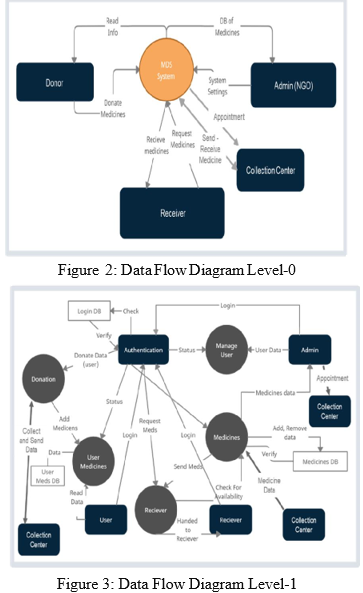 Read
Info
DB of
Medicines
MDS
System
Donor
Admin (NGO)
Donate
Medicines
System
Settings
Appointment
Recieve
medicines
Request
Medicines
Send -
Receive
Medicine
Collection Center
Receiver
Figure 2: Data Flow Diagram Level-0
Login
Login DB
Check
Verify
Authentication
Status
Manage
User
User Data
Admin
Donate Data
(user)
Donation
Appointment
Medicines data
Collection
Center
Status
Collect
and Send
Data
Add
Medicens
Request
Meds
Login
Login
Medicines
Add, Remove
data
Data
User
Medicines
Verify
Medicines DB
User
Meds DB
Send Meds
Read
Data
Check For
Availability
Medicine
Data
User
Reciever
Handed
to
Reciever
Reciever
Collection
Center
Collection
Center
Figure 3: Data Flow Diagram Level-1